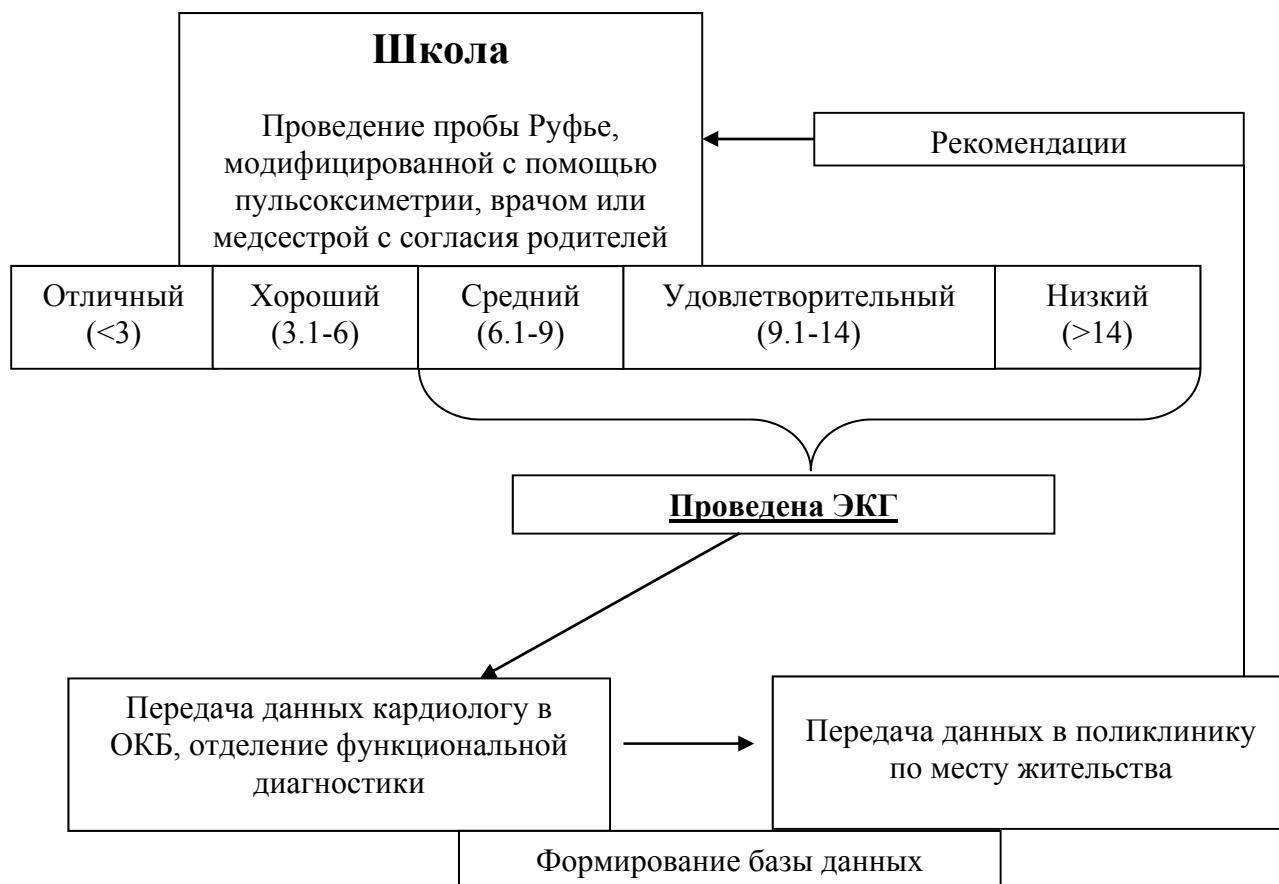 Школа
Проведение пробы Руфье,
модифицированной с помощью
пульсоксиметрии, врачом или
медсестрой с согласия родителей
Рекомендации
Отличный
(<3)
Хороший
(3.1-6)
Средний
(6.1-9)
Удовлетворительный
(9.1-14)
Низкий
(>14)
Проведена ЭКГ
Передача данных кардиологу в
ОКБ, отделение функциональной
диагностики
Передача данных в поликлинику
по месту жительства
Формирование базы данных